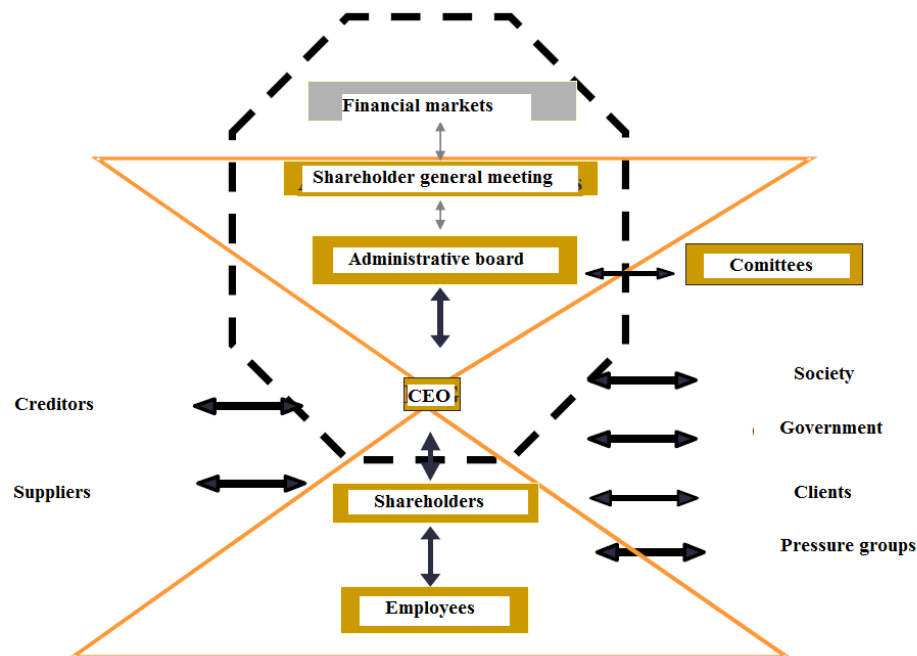 Financial markets
Shareholder general meeting
Administrative board
Comittees
CEO
Society
Creditors
Government
Suppliers
Shareholders
Clients
Pressure groups
Employees